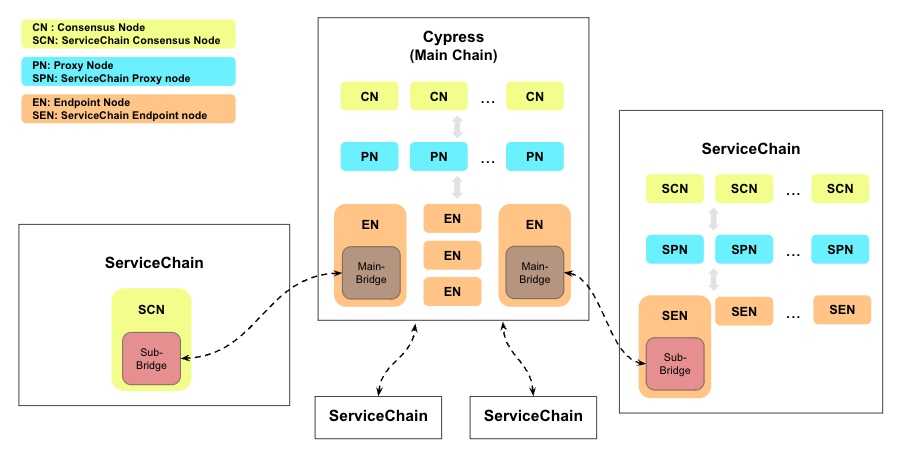 CN : Consensus Node
SCN: ServiceChain Consensus Node
PN: Proxy Node
SPN: ServiceChain Proxy node
EN: Endpoint Node
SEN: ServiceChain Endpoint node
Cypress
(Main Chain)
CN CN ... CN
PN PN ... PN
EN EN EN
Main-
Bridge
EN
EN
Main-
Bridge
ServiceChain
SCN
Sub-
Bridge
ServiceChain
SCN SCN ... SCN
SPN SPN ... SPN
SEN SEN ... SEN
Sub-
Bridge
ServiceChain
ServiceChain